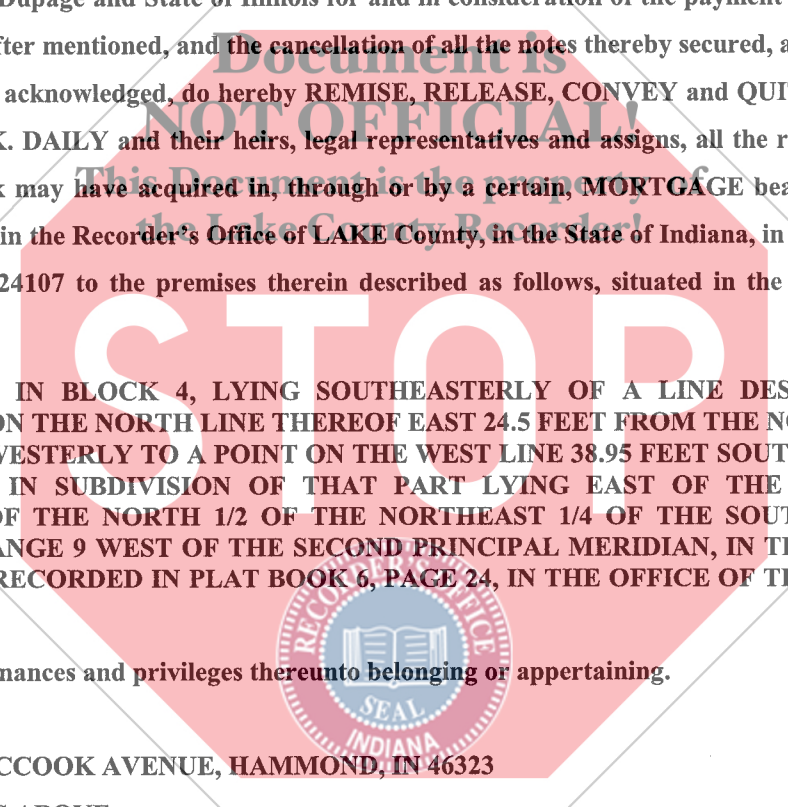 Dupage and State of Illinois for and in consideration of the payment
fter mentioned, and the cancellation of all the notes thereby secured, a
Document is
acknowledged, do hereby REMISE, RELEASE, CONVEY and QUI
NOT OFFICIAL!
K. DAILY and their heirs, legal representatives and assigns, all the r
This Document is the property of
k may have acquired in, through or by a certain, MORTGAGE bea
the Lake County Recorder!
in the Recorder's Office of LAKE County, in the State of Indiana, in
24107 to the premises therein described as follows, situated in the
STOP
IN BLOCK 4, LYING SOUTHEASTERLY OF A LINE DES
ON THE NORTH LINE THEREOF EAST 24.5 FEET FROM THE NO
VESTERLY TO A POINT ON THE WEST LINE 38.95 FEET SOUT
IN SUBDIVISION OF THAT PART LYING EAST OF THE
OF THE NORTH 1/2 OF THE NORTHEAST 1/4 OF THE SOUT
ANGE 9 WEST OF THE SECOND PRINCIPAL MERIDIAN, IN TH
RECORDED IN PLAT BOOK 6, PAGE 24, IN THE OFFICE OF TH
RECORDER'S OFFICE
SEAL
INDIANA
nances and privileges thereunto belonging or appertaining.
CCOOK AVENUE, HAMMOND, IN 46323